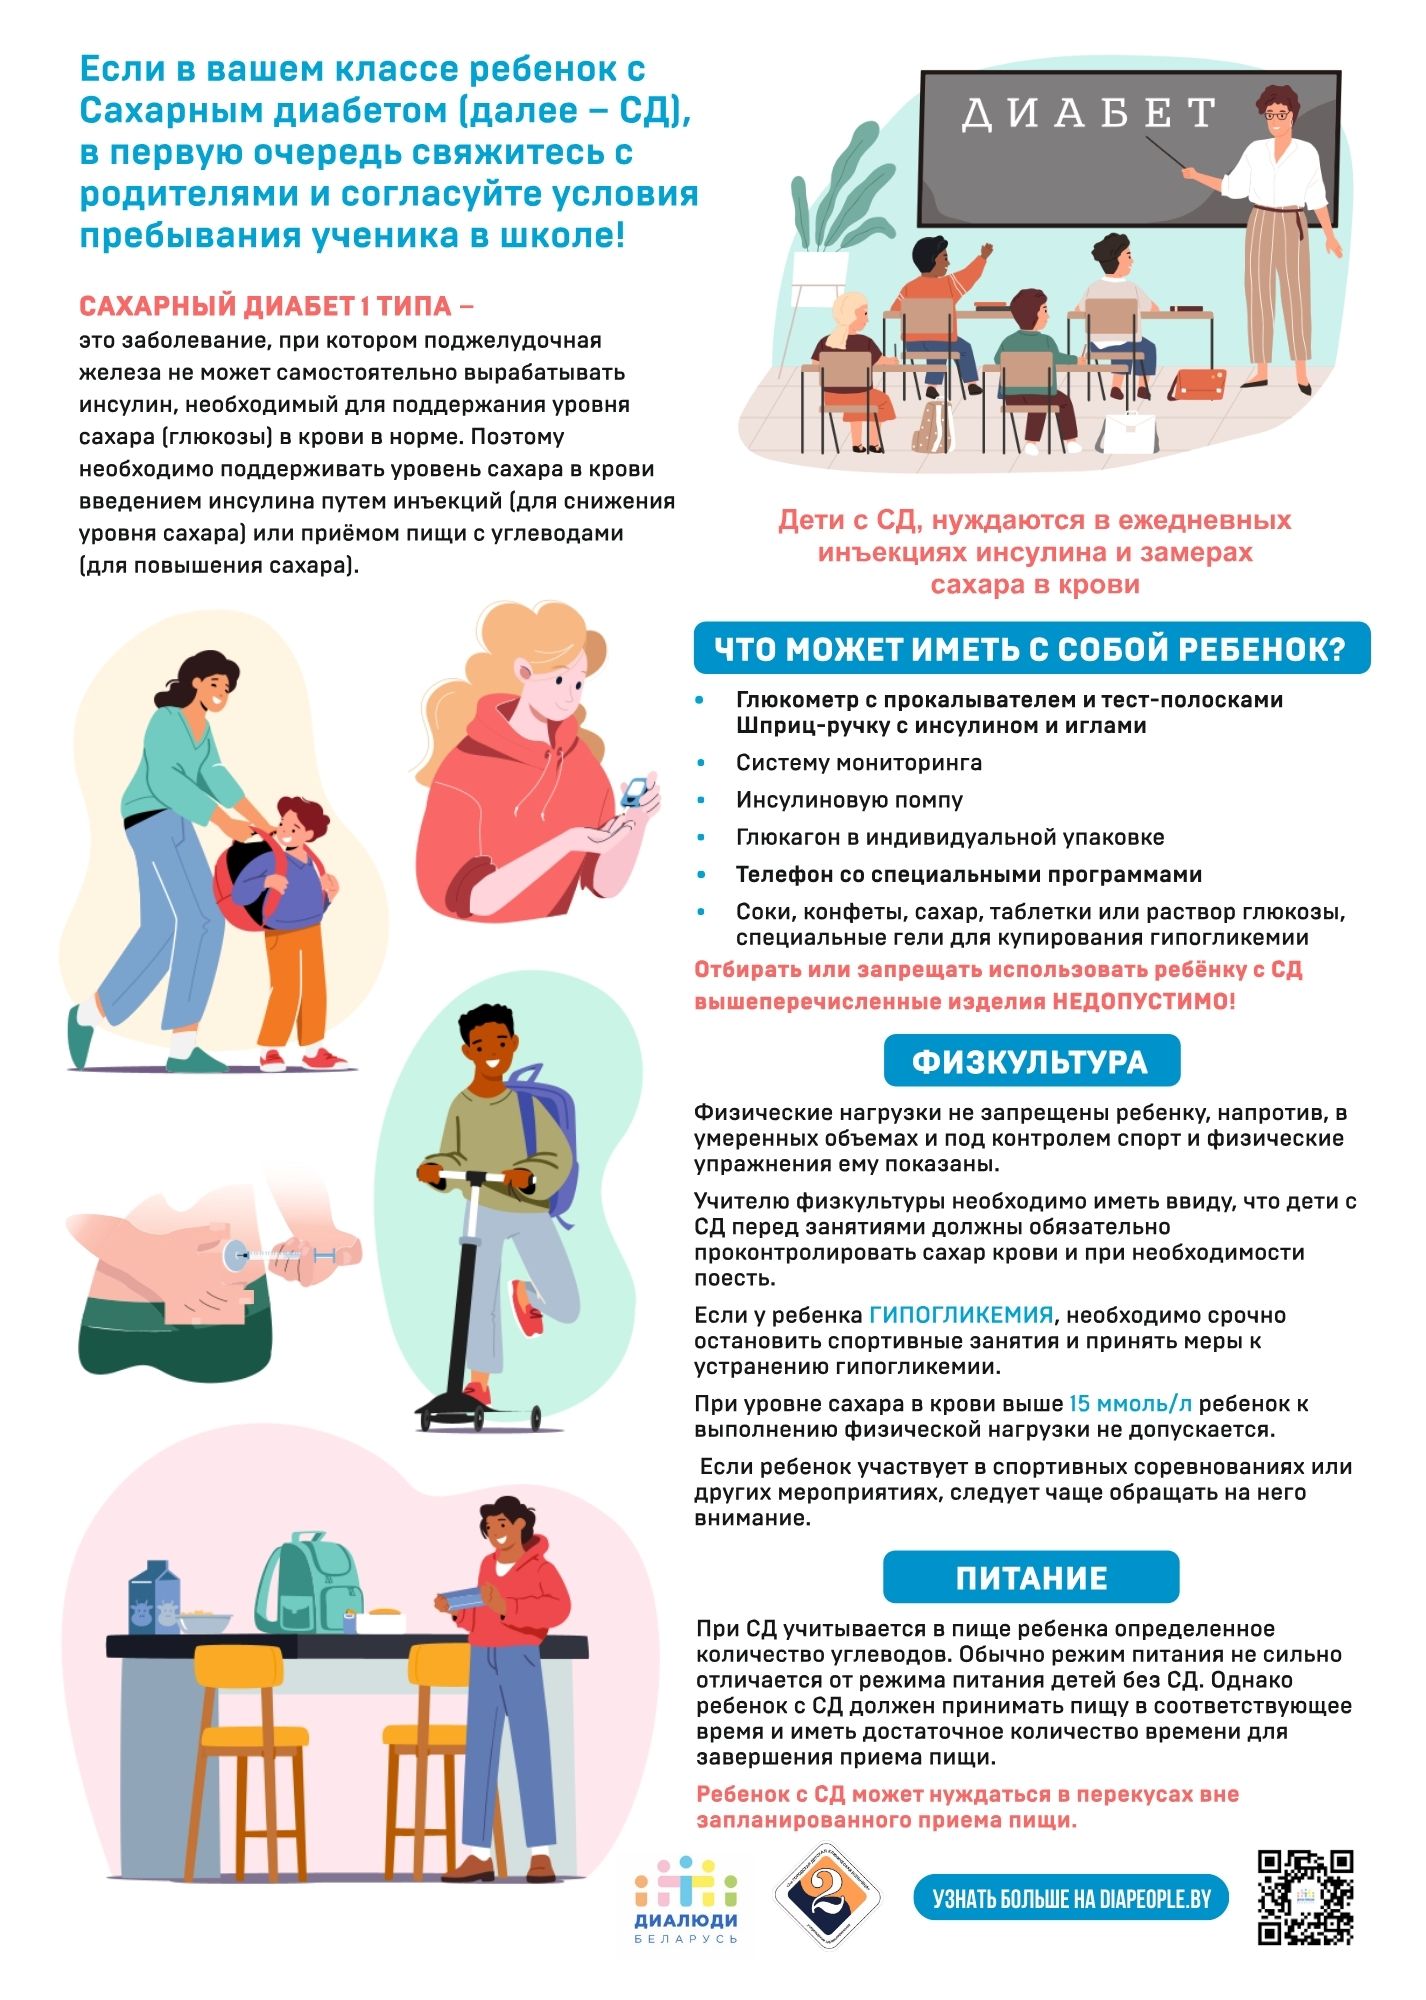 Если в вашем классе ребенок с
Сахарным диабетом (далее – СД),
в первую очередь свяжитесь с
родителями и согласуйте условия
пребывания ученика в школе!
САХАРНЫЙ ДИАБЕТ 1 ТИПА –
это заболевание, при котором поджелудочная
железа не может самостоятельно вырабатывать
инсулин, необходимый для поддержания уровня
сахара (глюкозы) в крови в норме. Поэтому
необходимо поддерживать уровень сахара в крови
введением инсулина путем инъекций (для снижения
уровня сахара) или приёмом пищи с углеводами
(для повышения сахара).
ДИАБЕТ
Дети с СД, нуждаются в ежедневных
инъекциях инсулина и замерах
сахара в крови
ЧТО МОЖЕТ ИМЕТЬ С СОБОЙ РЕБЕНОК?
• Глюкометр с прокалывателем и тест-полосками
Шприц-ручку с инсулином и иглами
• Систему мониторинга
• Инсулиновую помпу
• Глюкагон в индивидуальной упаковке
• Телефон со специальными программами
• Соки, конфеты, сахар, таблетки или раствор глюкозы,
специальные гели для купирования гипогликемии
Отбирать или запрещать использовать ребёнку с СД
вышеперечисленные изделия НЕДОПУСТИМО!
ФИЗКУЛЬТУРА
Физические нагрузки не запрещены ребенку, напротив, в
умеренных объемах и под контролем спорт и физические
упражнения ему показаны.
Учителю физкультуры необходимо иметь ввиду, что дети с
СД перед занятиями должны обязательно
проконтролировать сахар крови и при необходимости
поесть.
Если у ребенка ГИПОГЛИКЕМИЯ, необходимо срочно
остановить спортивные занятия и принять меры к
устранению гипогликемии.
При уровне сахара в крови выше 15 ммоль/л ребенок к
выполнению физической нагрузки не допускается.
Если ребенок участвует в спортивных соревнованиях или
других мероприятиях, следует чаще обращать на него
внимание.
ПИТАНИЕ
При СД учитывается в пище ребенка определенное
количество углеводов. Обычно режим питания не сильно
отличается от режима питания детей без СД. Однако
ребенок с СД должен принимать пищу в соответствующее
время и иметь достаточное количество времени для
завершения приема пищи.
Ребенок с СД может нуждаться в перекусах вне
запланированного приема пищи.
ДИАЛЮДИ
БЕЛАРУСЬ
2
УЗНАТЬ БОЛЬШЕ НА DIAPEOPLE.BY